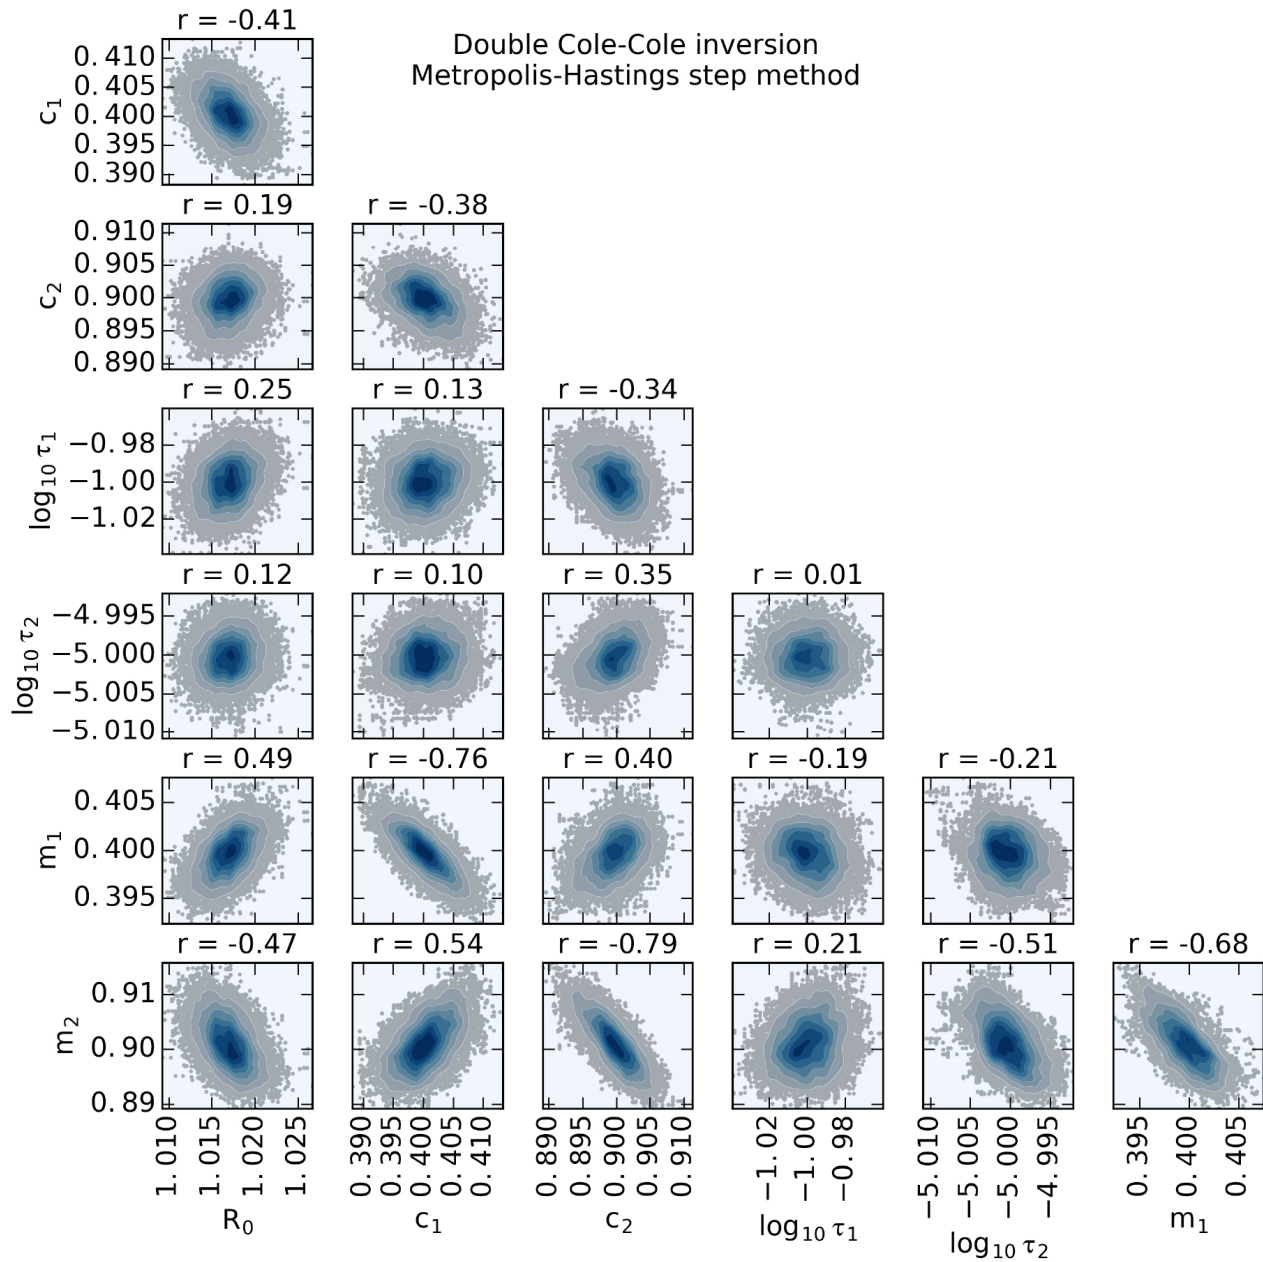 r = -0.41
Double Cole-Cole inversion
Metropolis-Hastings step method
0.410
0.405
0.400
0.395
0.390
c1
r = 0.19 r = -0.38
0.910
0.905
0.900
0.895
0.890
c2
r = 0.25 r = 0.13 r = -0.34
−0.98
−1.00
−1.02
log10 τ1
r = 0.12 r = 0.10 r = 0.35 r = 0.01
−4.995
−5.000
−5.005
−5.010
log10 τ2
r = 0.49 r = -0.76 r = 0.40 r = -0.19 r = -0.21
0.405
0.400
0.395
m1
r = -0.47 r = 0.54 r = -0.79 r = 0.21 r = -0.51 r = -0.68
0.91
0.90
0.89
m2
1.010 1.015 1.020 1.025 0.390 0.395 0.400 0.405 0.410 0.890 0.895 0.900 0.905 0.910 −1.02 −1.00 −0.98 −5.010 −5.005 −5.000 −4.995 0.395 0.400 0.405
R0 c1 c2 log10 τ1 log10 τ2 m1